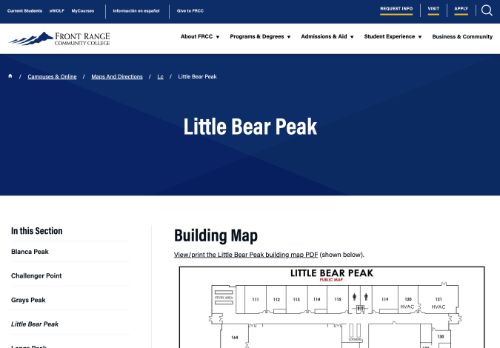 Current Students eWOLF MyCourses Información en español Give to FRCC REQUEST INFO VISIT APPLY
FRONT RANGE
COMMUNITY COLLEGE
About FRCC Programs & Degrees Admissions & Aid Student Experience Business & Community
/ Campuses & Online / Maps And Directions / Lc / Little Bear Peak
Little Bear Peak
In this Section
Blanca Peak
Challenger Point
Grays Peak
Little Bear Peak
Longs Peak
Building Map
View/print the Little Bear Peak building map PDF (shown below).
LITTLE BEAR PEAK
PUBLIC MAP
111 112 113 114 115 119 120 121
HVAC HVAC
168 130